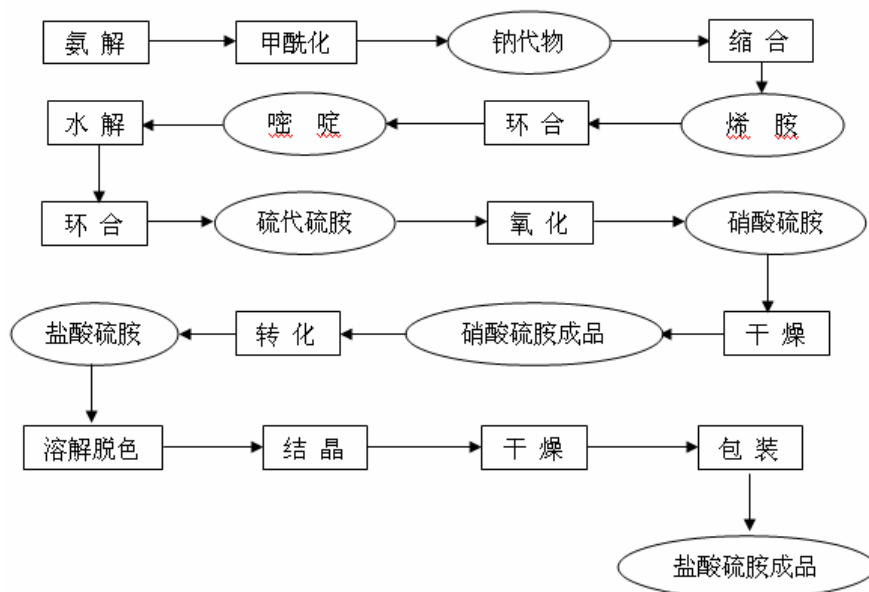 氨 解 甲酰化 钠代物 缩 合
水 解 嘧 啶 环 合 烯 胺
环 合 硫代硫胺 氧 化 硝酸硫胺
盐酸硫胺 转 化 硝酸硫胺成品 干 燥
溶解脱色 结 晶 干 燥 包 装
盐酸硫胺成品